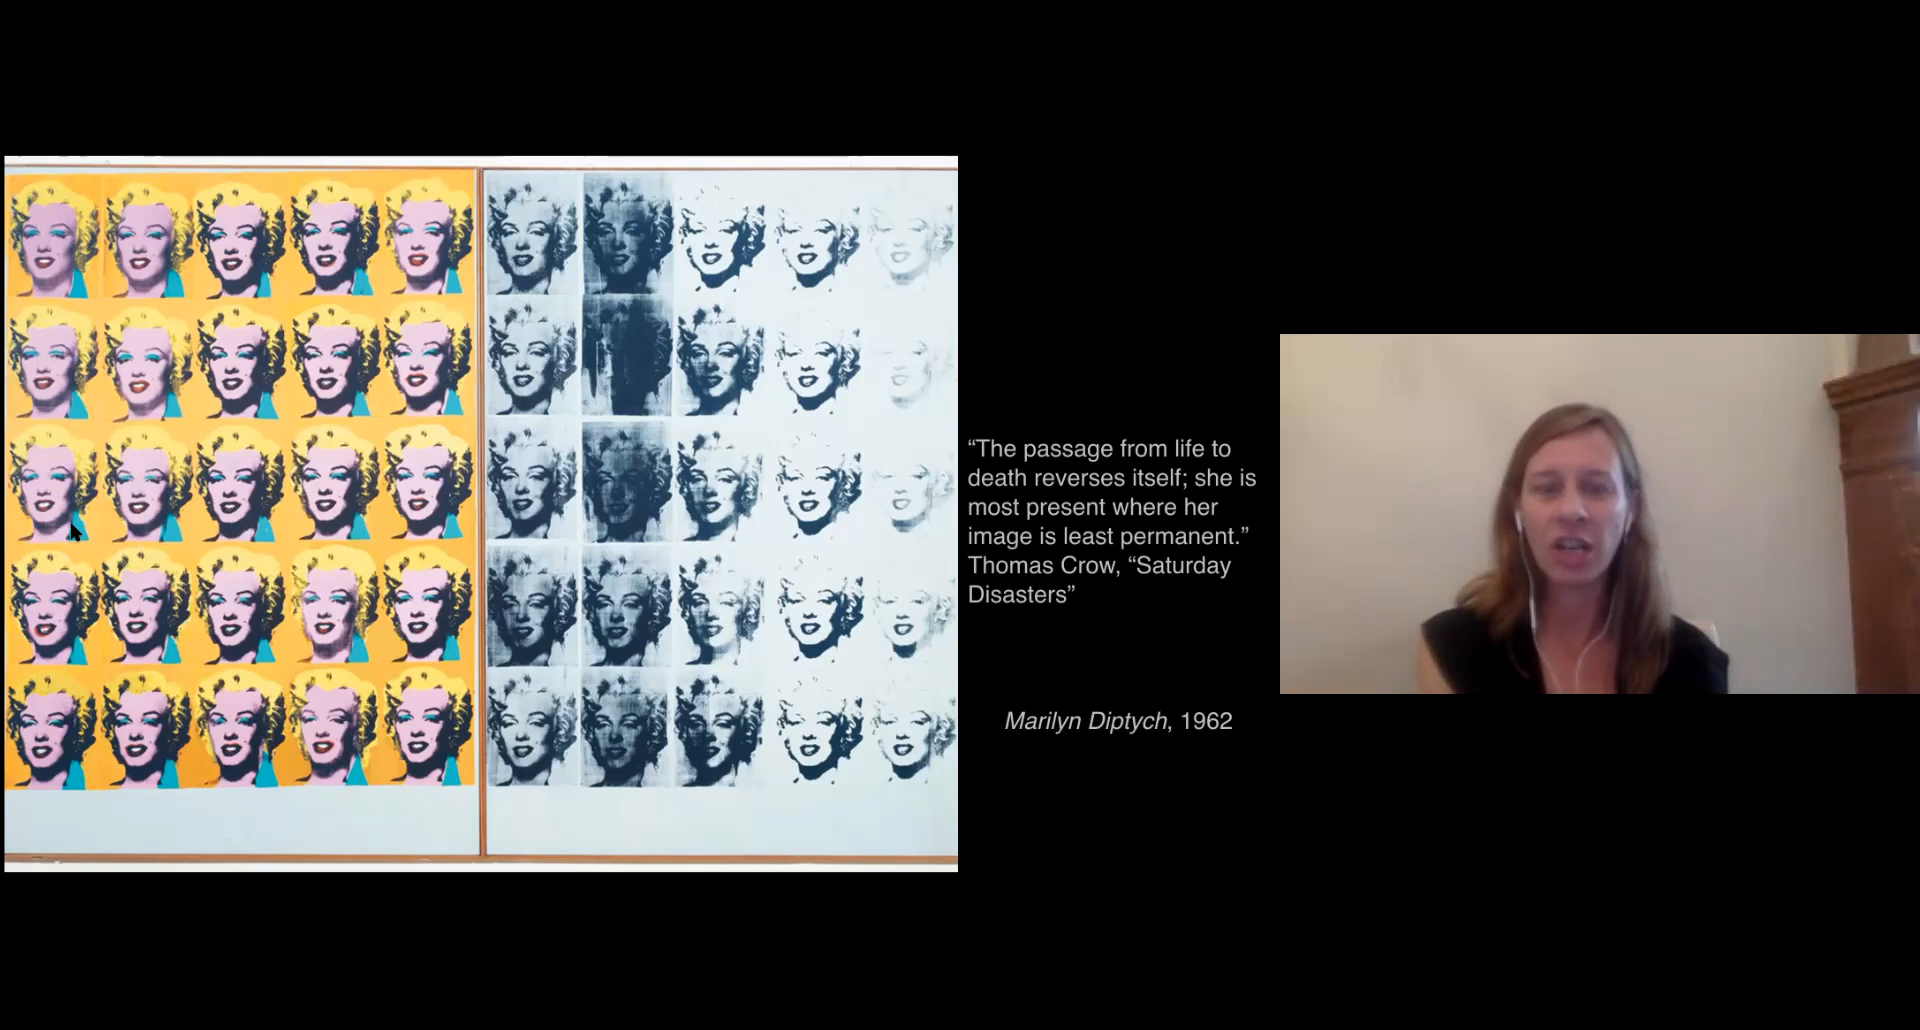 “The passage from life to
death reverses itself; she is
most present where her
image is least permanent.”
Thomas Crow, “Saturday
Disasters”
Marilyn Diptych, 1962